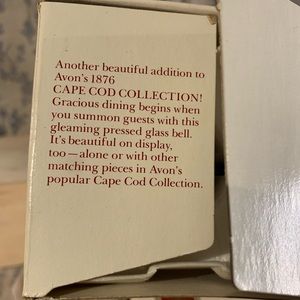 Another beautiful addition to
Avon's 1876
CAPE COD COLLECTION!
Gracious dining begins when
you summon guests with this
gleaming pressed glass bell.
It's beautiful on display,
too—alone or with other
matching pieces in Avon's
popular Cape Cod Collection.